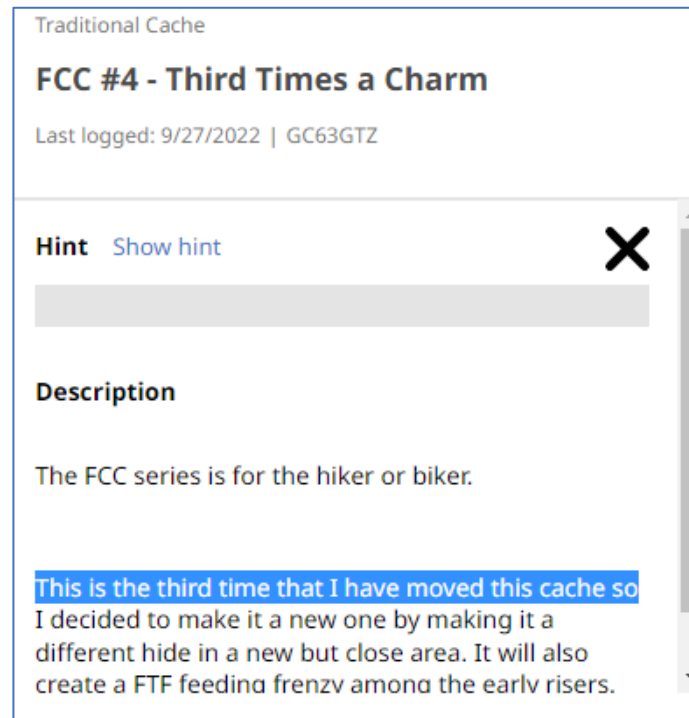 Traditional Cache
FCC #4 - Third Times a Charm
Last logged: 9/27/2022 | GC63GTZ
Hint Show hint
Description
The FCC series is for the hiker or biker.
This is the third time that I have moved this cache so
I decided to make it a new one by making it a
different hide in a new but close area. It will also
create a FTF feeding frenzy among the early risers.